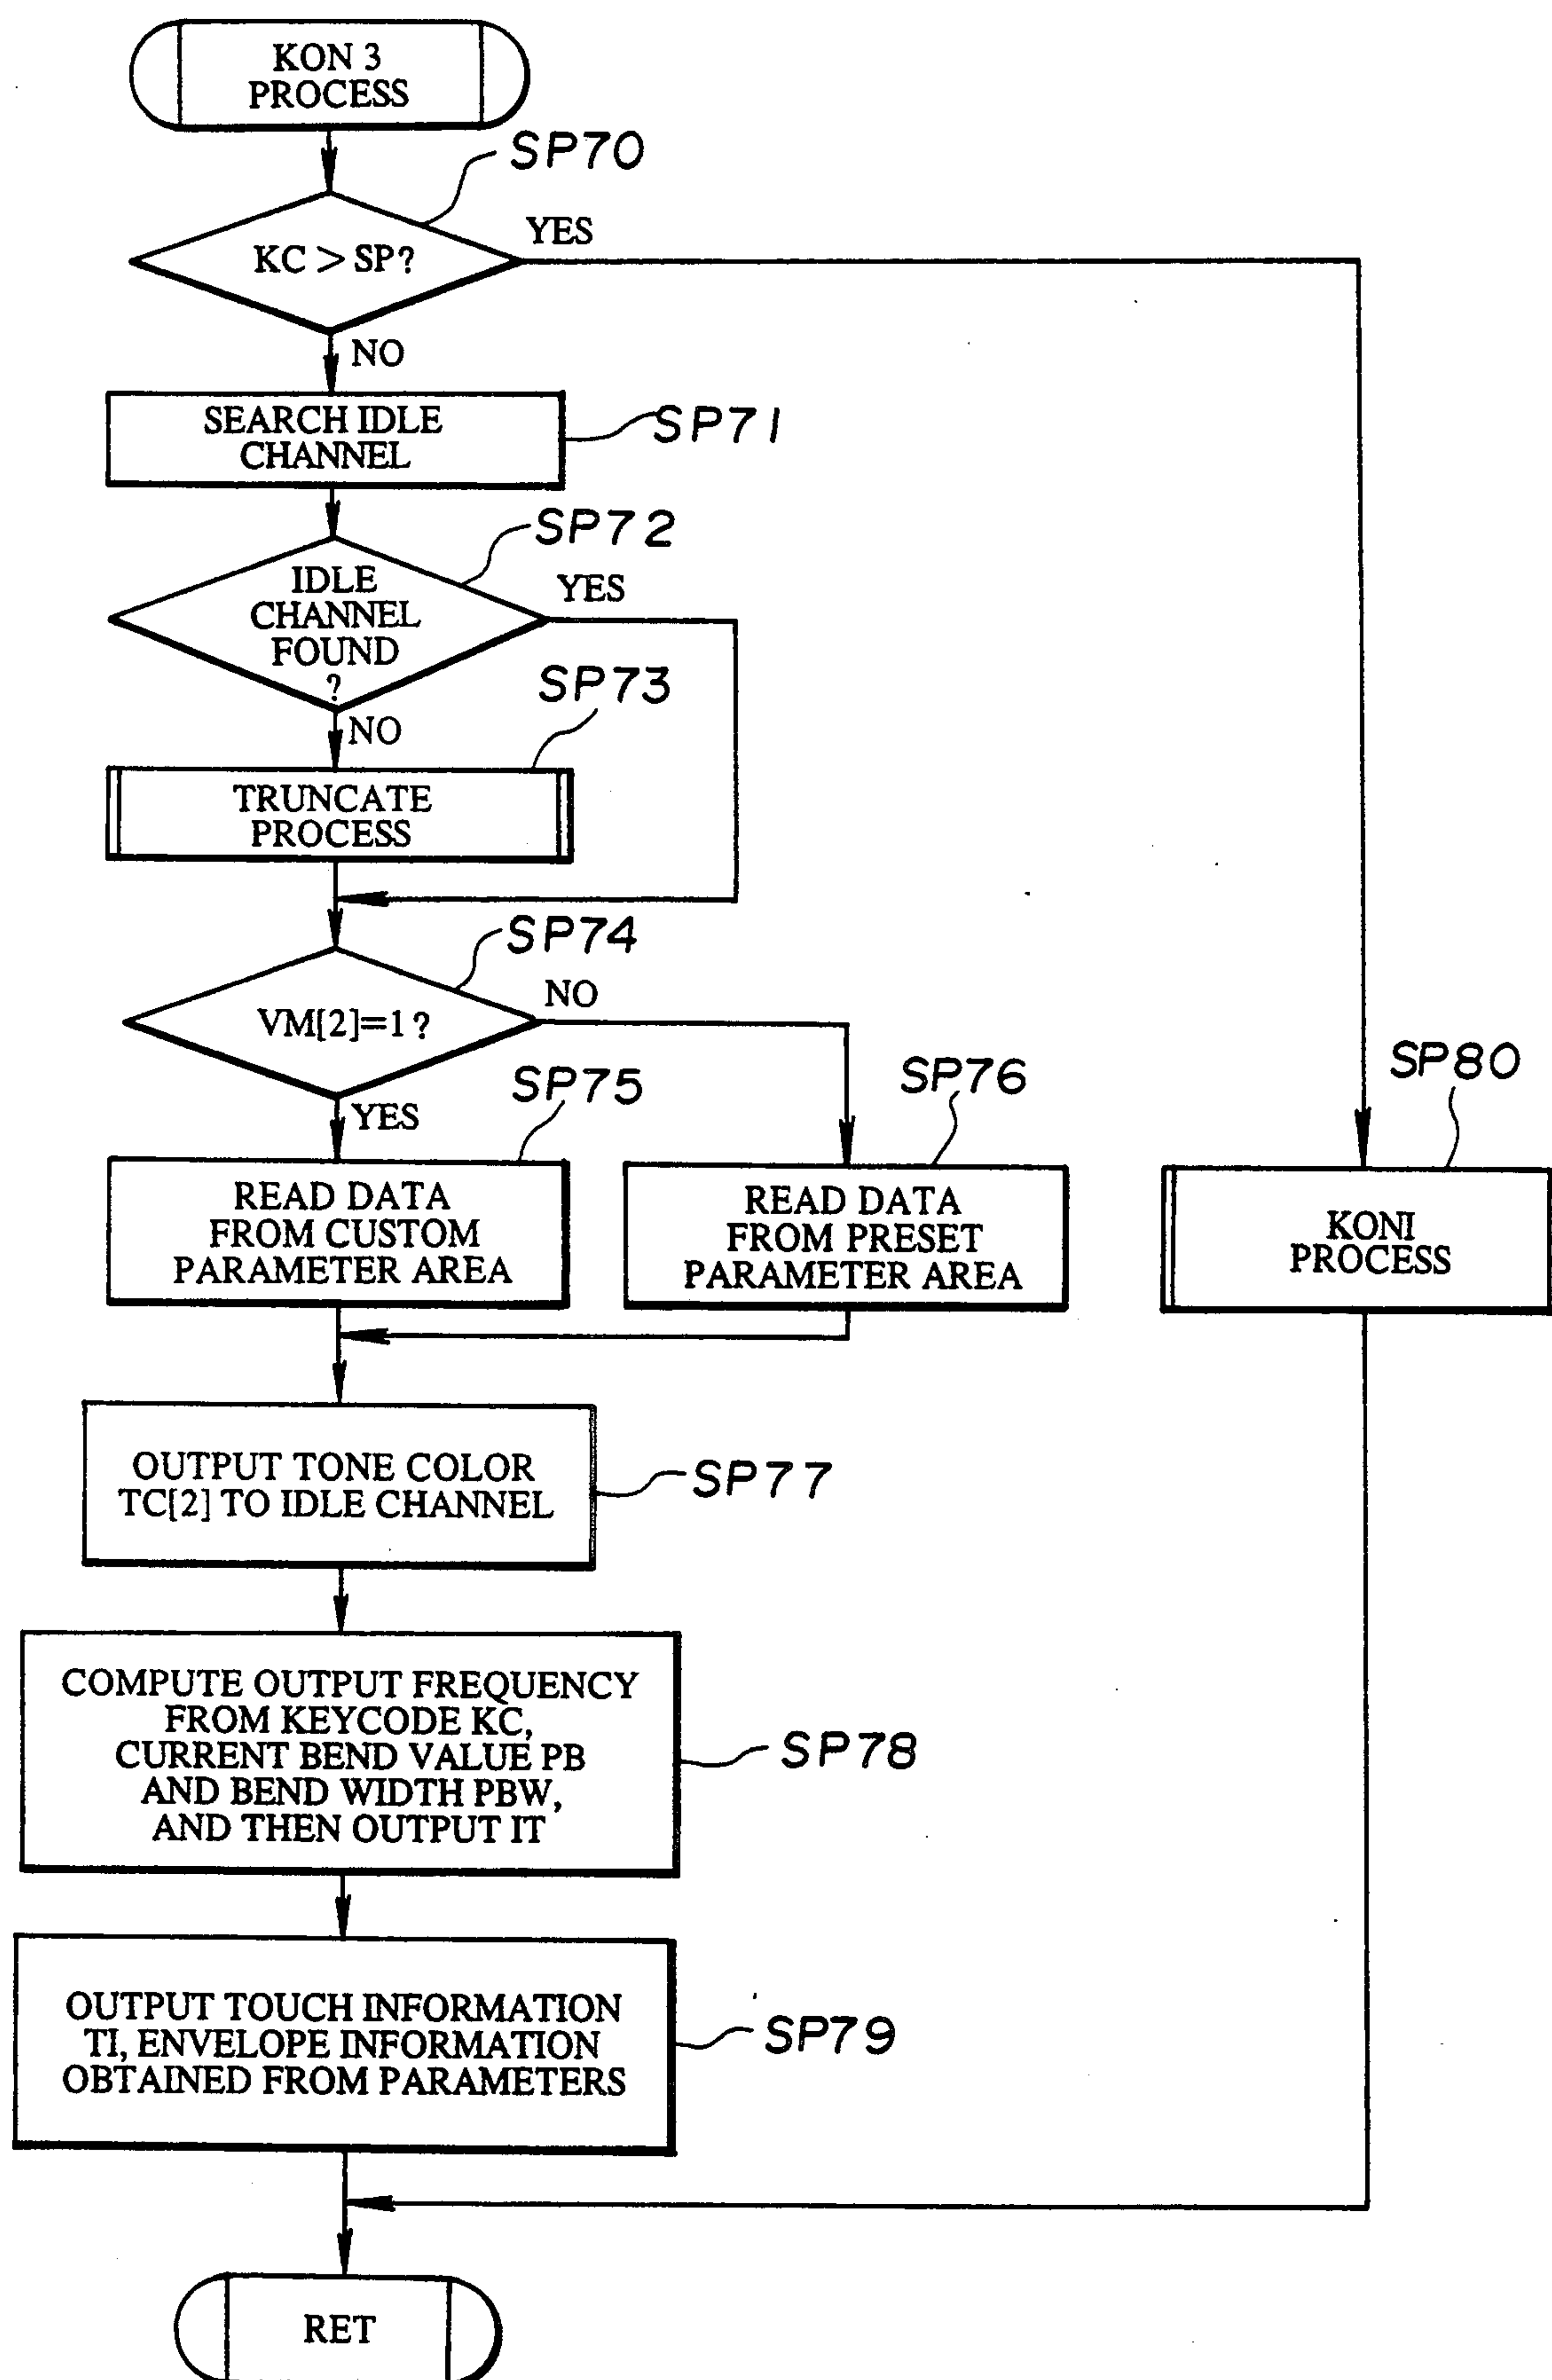 KON 3
PROCESS
SP70
KC > SP?
YES
NO
SEARCH IDLE
CHANNEL
SP71
SP72
IDLE
CHANNEL
FOUND
?
YES
NO
SP73
TRUNCATE
PROCESS
SP74
VM[2]=1?
NO
YES
SP75
READ DATA
FROM CUSTOM
PARAMETER AREA
SP76
READ DATA
FROM PRESET
PARAMETER AREA
SP80
KONI
PROCESS
OUTPUT TONE COLOR
TC[2] TO IDLE CHANNEL
SP77
COMPUTE OUTPUT FREQUENCY
FROM KEYCODE KC,
CURRENT BEND VALUE PB
AND BEND WIDTH PBW,
AND THEN OUTPUT IT
SP78
OUTPUT TOUCH INFORMATION
TI, ENVELOPE INFORMATION
OBTAINED FROM PARAMETERS
SP79
RET